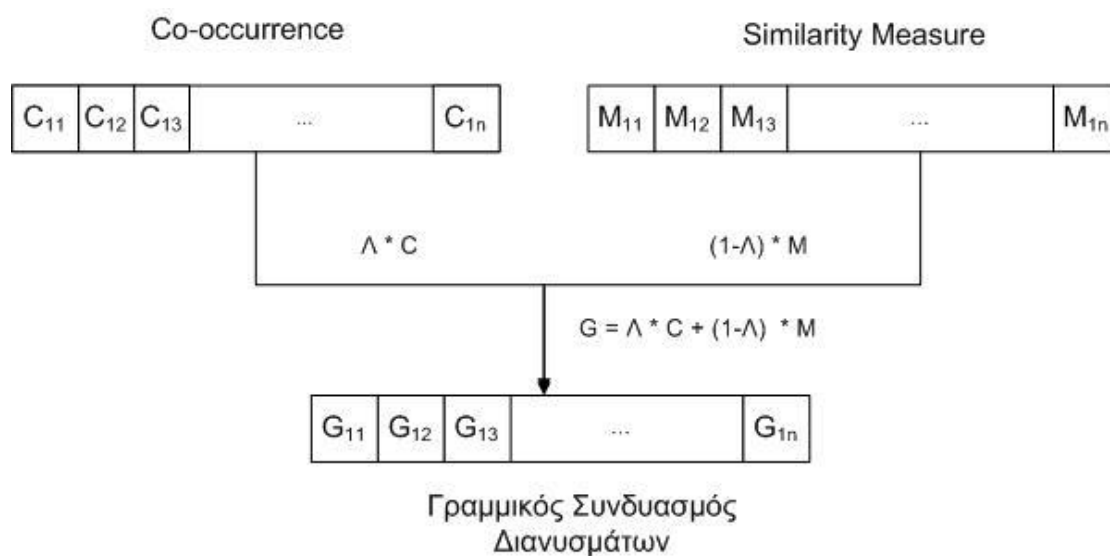 Co-occurrence
Similarity Measure
C₁₁ C₁₂ C₁₃ ... C₁ₙ
M₁₁ M₁₂ M₁₃ ... M₁ₙ
Λ * C
(1-Λ) * M
G = Λ * C + (1-Λ) * M
G₁₁ G₁₂ G₁₃ ... G₁ₙ
Γραμμικός Συνδυασμός
Διανυσμάτων